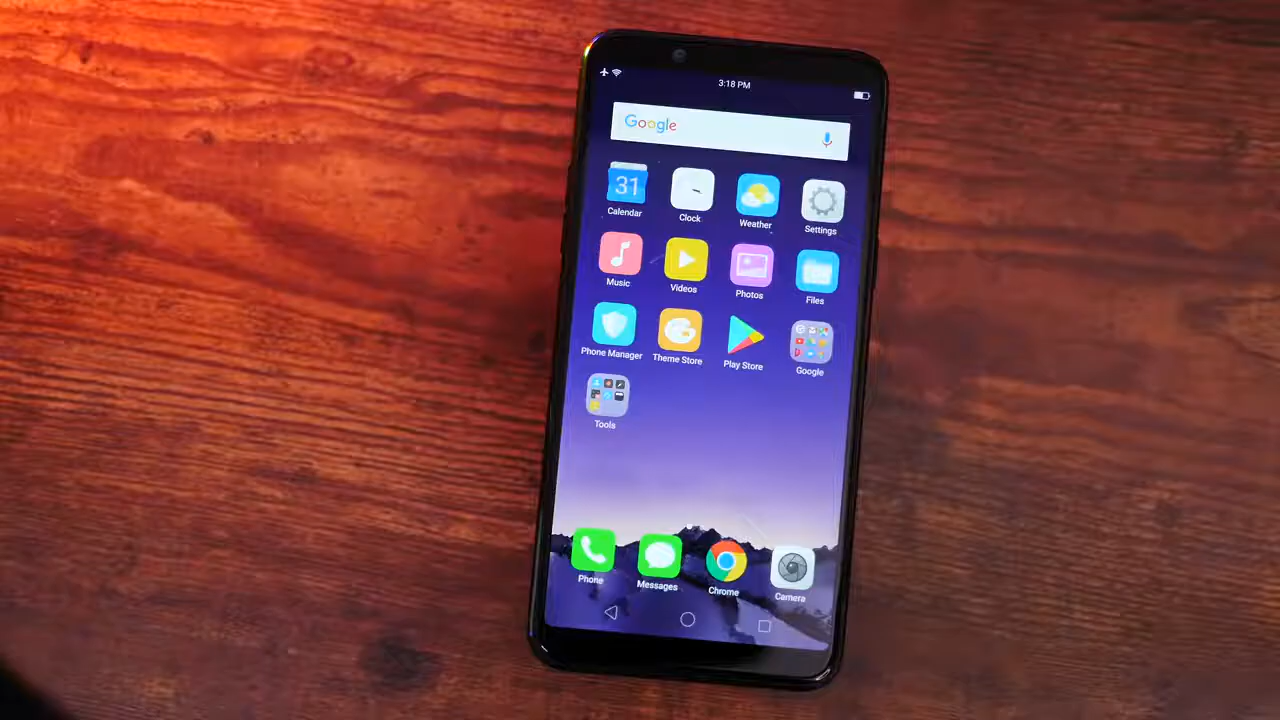 3:18 PM
Google
31
Calendar
Clock
Weather
Settings
Music
Videos
Photos
Files
Phone Manager
Theme Store
Play Store
Google
Tools
Phone
Messages
Chrome
Camera